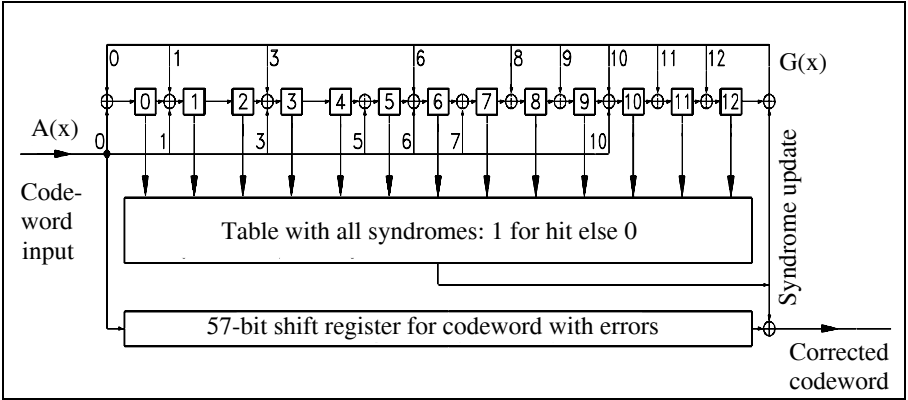 0 1 3 6 8 9 10 11 12
G(x)
0 1 2 3 4 5 6 7 8 9 10 11 12
A(x)
0 1 3 5 6 7 10
Code-
word
input
Table with all syndromes: 1 for hit else 0
Syndrome update
57-bit shift register for codeword with errors
Corrected
codeword